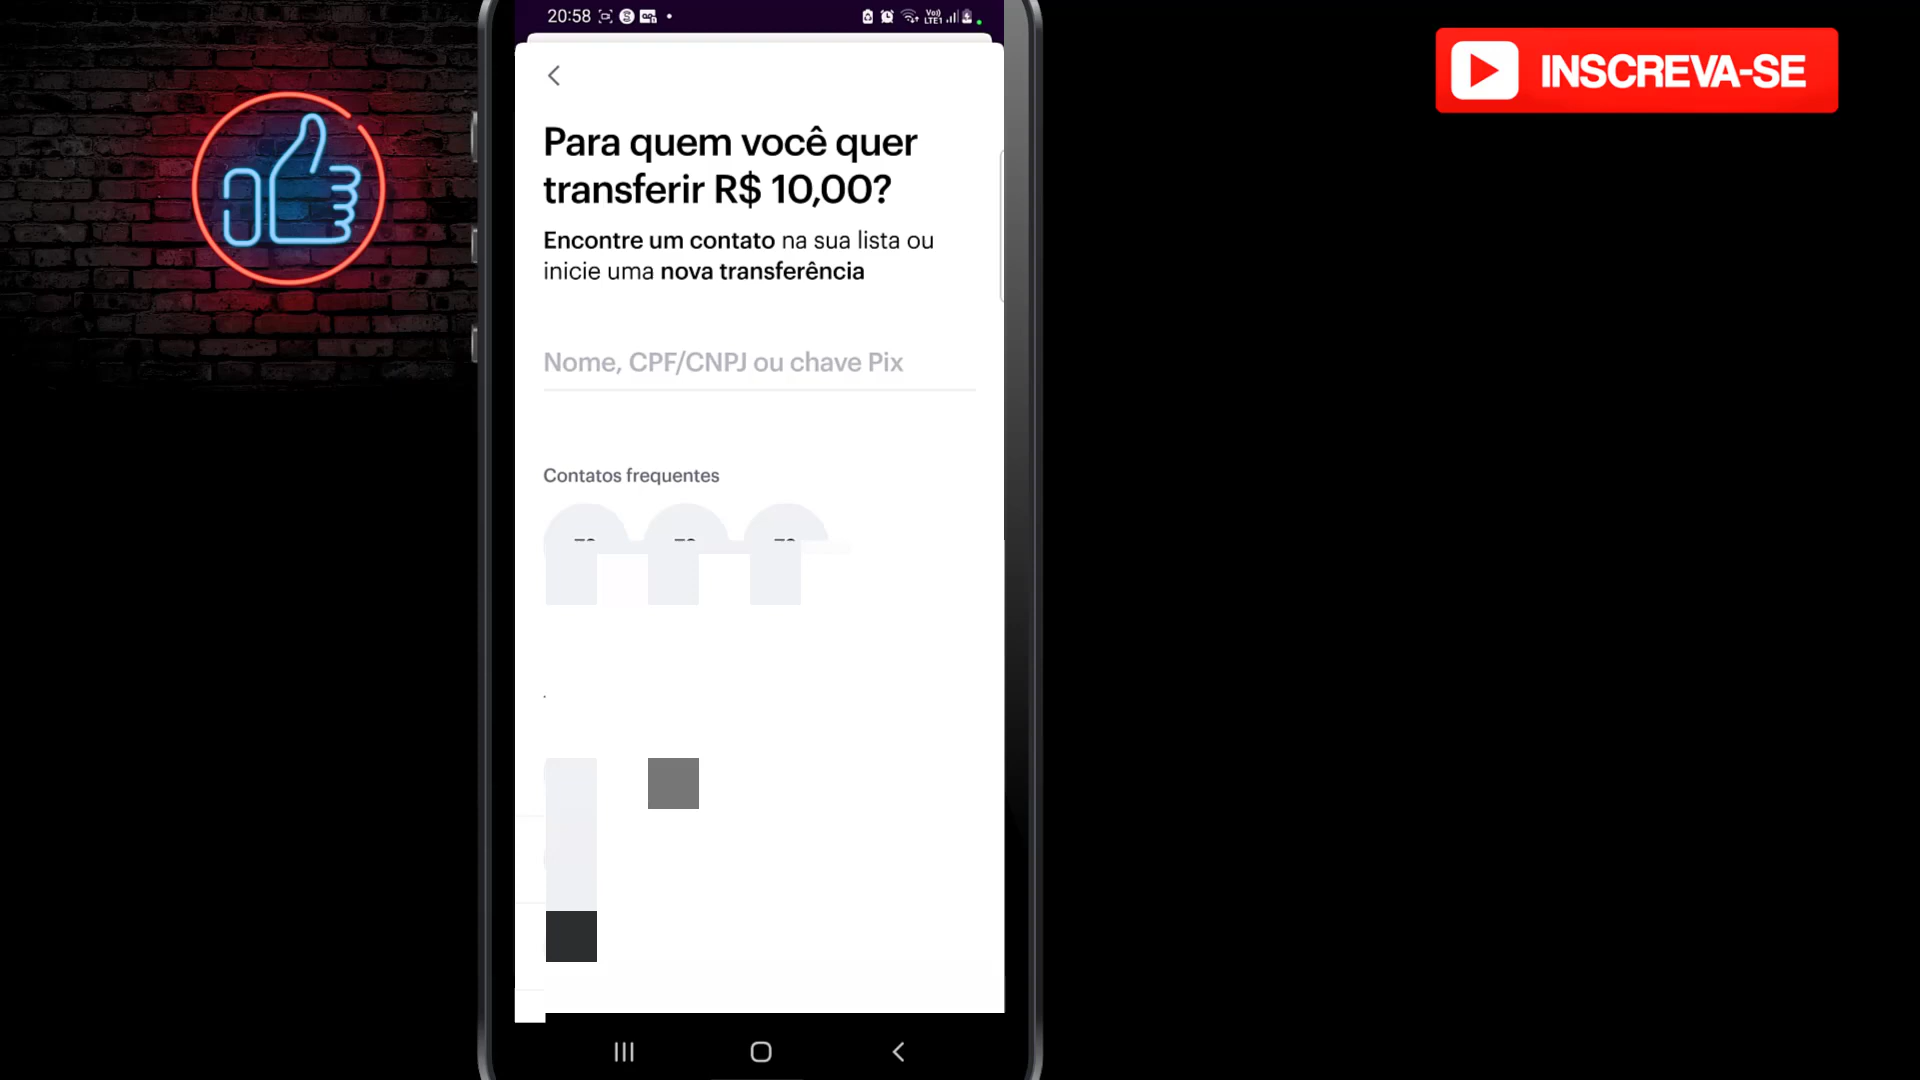 20:58
INSCREVA-SE
Para quem você quer
transferir R$ 10,00?
Encontre um contato na sua lista ou
inicie uma nova transferência
Nome, CPF/CNPJ ou chave Pix
Contatos frequentes